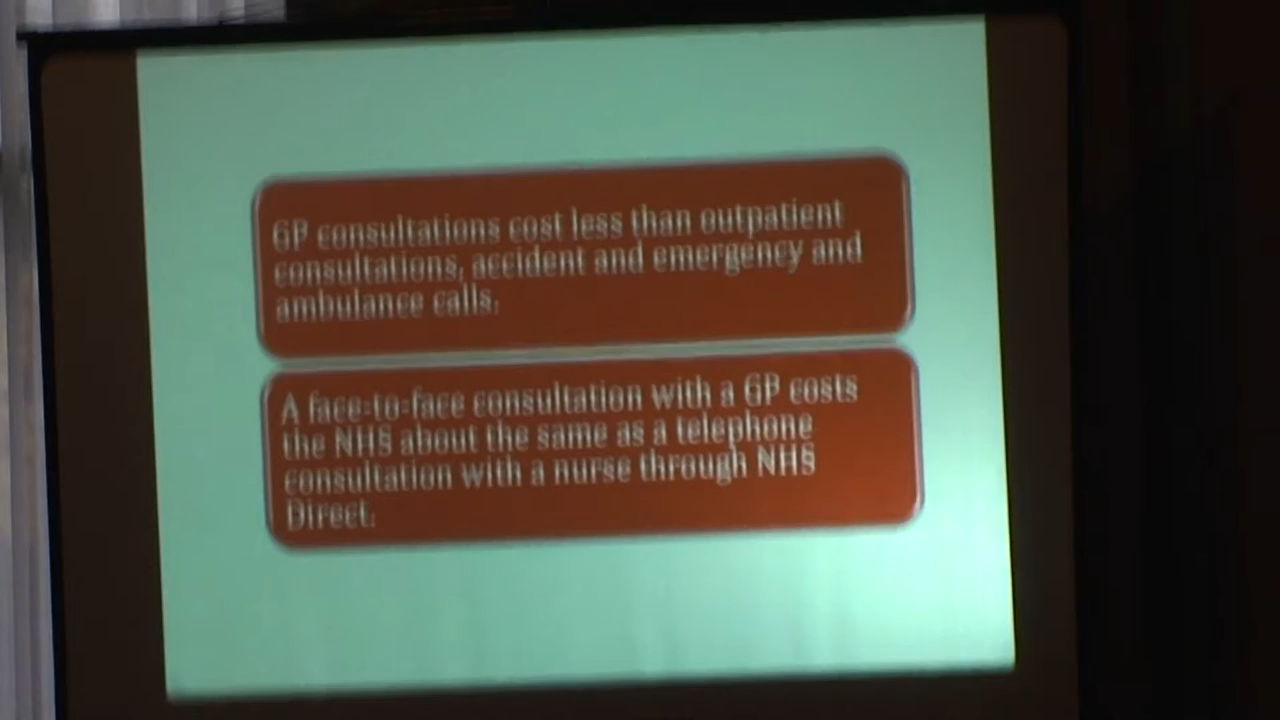 GP consultations cost less than outpatient
consultations, accident and emergency and
ambulance calls.
A face-to-face consultation with a GP costs
the NHS about the same as a telephone
consultation with a nurse through NHS
Direct.